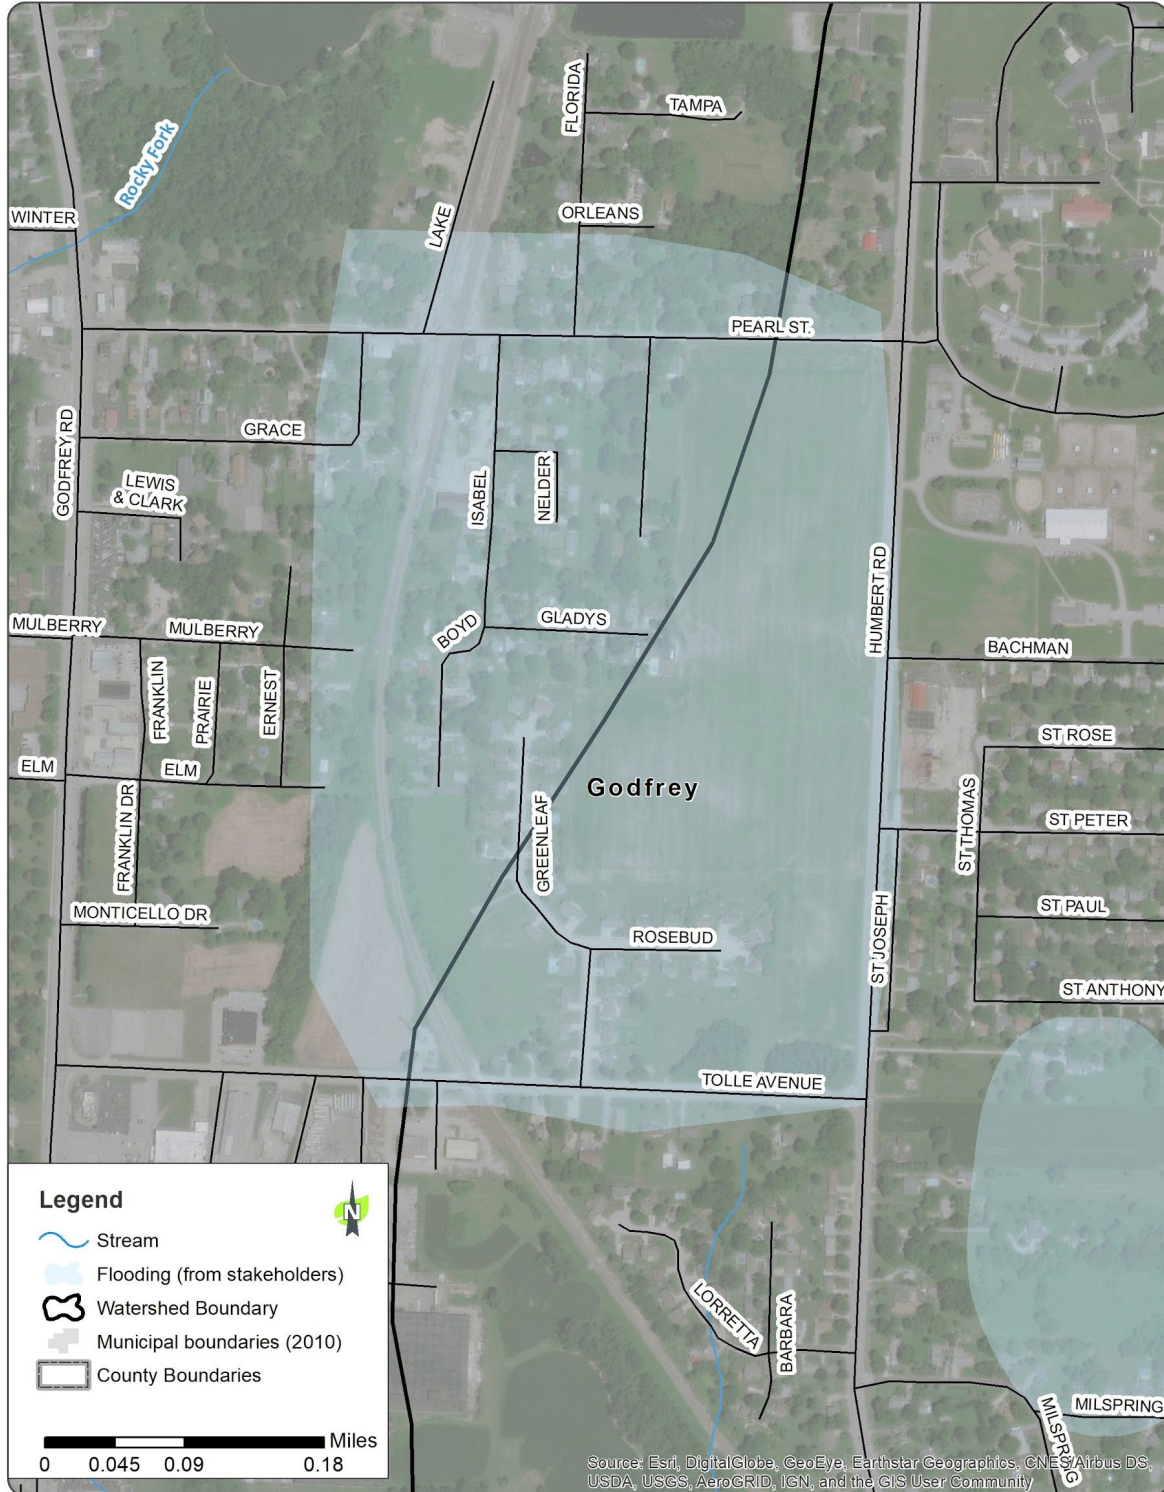 FLORIDA
TAMPA
Rocky Fork
LAKE
ORLEANS
WINTER
PEARL ST.
GODFREY RD
GRACE
LEWIS
& CLARK
ISABEL
NELDER
HUMBERT RD
MULBERRY
MULBERRY
BOYD
GLADYS
BACHMAN
FRANKLIN
PRAIRIE
ERNEST
ST ROSE
ELM
ELM
Godfrey
FRANKLIN DR
GREENLEAF
ST THOMAS
ST PETER
MONTICELLO DR
ROSEBUD
ST JOSEPH
ST PAUL
ST ANTHONY
TOLLE AVENUE
LORRETTA
BARBARA
MILSPRING
MILSPRING
Legend
N
Stream
Flooding (from stakeholders)
Watershed Boundary
Municipal boundaries (2010)
County Boundaries
Miles
0 0.045 0.09 0.18
Source: Esri, DigitalGlobe, GeoEye, Earthstar Geographics, CNES/Airbus DS,
USDA, USGS, AeroGRID, IGN, and the GIS User Community